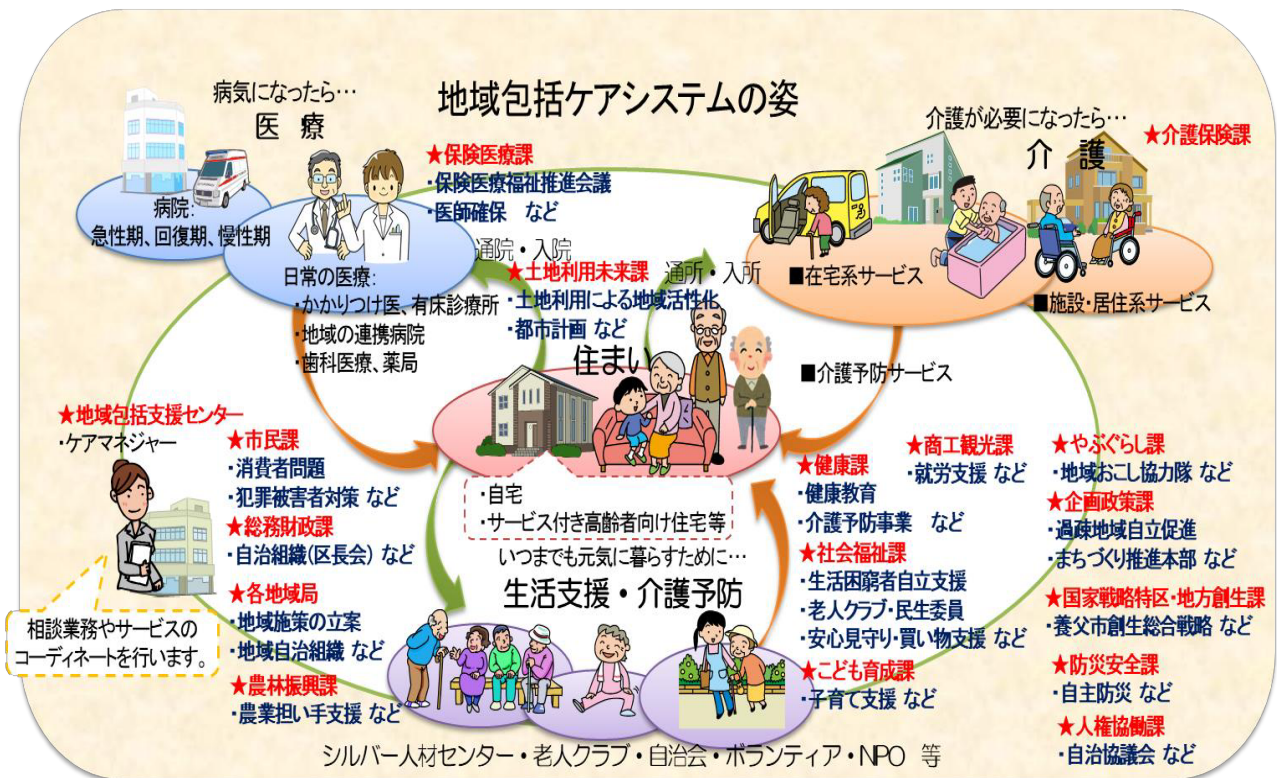 地域包括ケアシステムの姿
病気になったら…
医 療
病院:
急性期、回復期、慢性期
日常の医療:
・かかりつけ医、有床診療所
・地域の連携病院
・歯科医療、薬局
★保険医療課
・保険医療福祉推進会議
・医師確保 など
通院・入院
★土地利用未来課
・土地利用による地域活性化
・都市計画 など
通所・入所
介護が必要になったら…
介 護
★介護保険課
■在宅系サービス
■施設・居住系サービス
■介護予防サービス
住まい
・自宅
・サービス付き高齢者向け住宅等
★地域包括支援センター
・ケアマネジャー
相談業務やサービスの
コーディネートを行います。
★市民課
・消費者問題
・犯罪被害者対策 など
★総務財政課
・自治組織(区長会) など
★各地域局
・地域施策の立案
・地域自治組織 など
★農林振興課
・農業担い手支援 など
いつまでも元気に暮らすために…
生活支援・介護予防
★健康課
・健康教育
・介護予防事業 など
★社会福祉課
・生活困窮者自立支援
・老人クラブ・民生委員
・安心見守り・買い物支援 など
★こども育成課
・子育て支援 など
★商工観光課
・就労支援 など
★やぶぐらし課
・地域おこし協力隊 など
★企画政策課
・過疎地域自立促進
・まちづくり推進本部 など
★国家戦略特区・地方創生課
・養父市創生総合戦略 など
★防災安全課
・自主防災 など
★人権協働課
・自治協議会 など
シルバー人材センター・老人クラブ・自治会・ボランティア・NPO 等